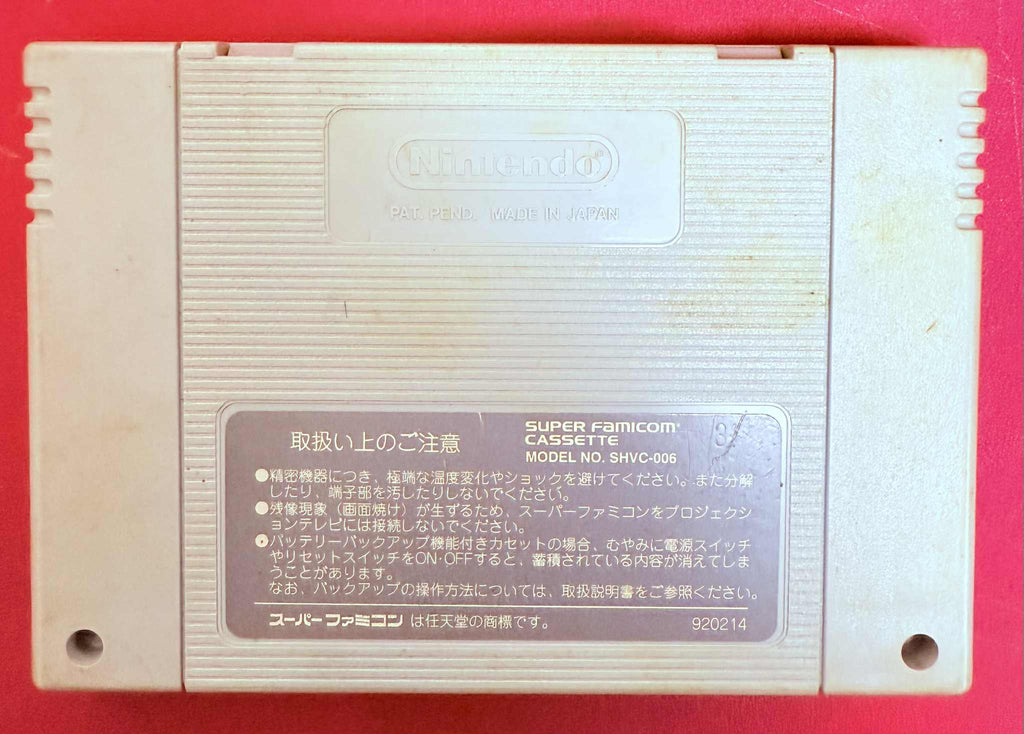 Nintendo®
PAT. PEND. MADE IN JAPAN
取扱い上のご注意
SUPER FAMICOM®
CASSETTE
MODEL NO. SHVC-006
●精密機器につき、極端な温度変化やショックを避けてください。また分解
したり、端子部を汚したりしないでください。
●残像現象（画面焼け）が生ずるため、スーパーファミコンをプロジェクシ
ョンテレビには接続しないでください。
●バッテリーバックアップ機能付きカセットの場合、むやみに電源スイッチ
やリセットスイッチをON·OFFすると、蓄積されている内容が消えてしま
うことがあります。
なお、バックアップの操作方法については、取扱説明書をご参照ください。
スーパーファミコン は任天堂の商標です。
920214